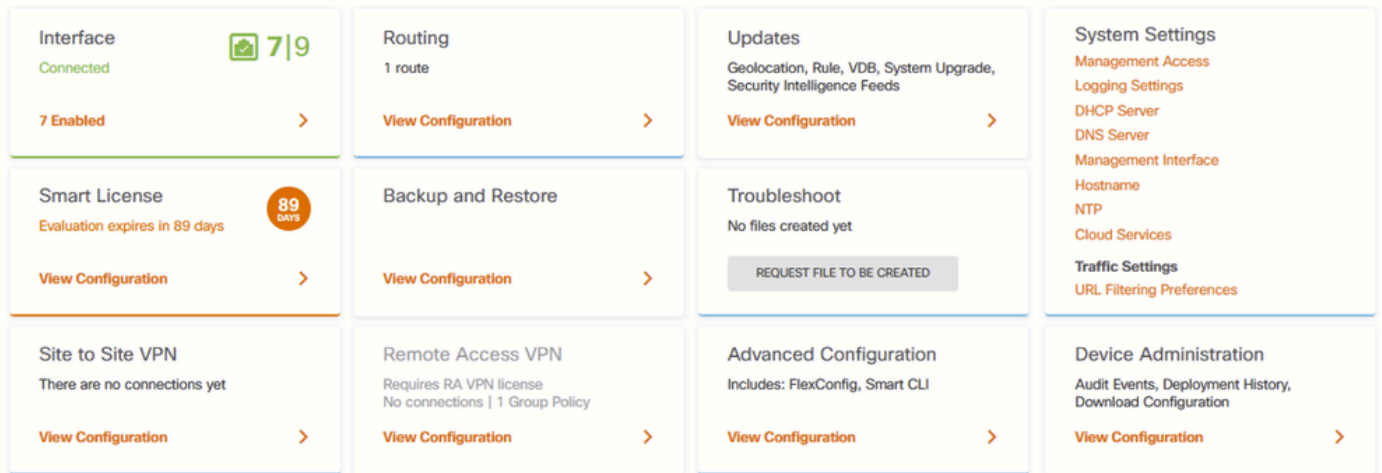 Interface
7|9
Connected
7 Enabled
Routing
1 route
View Configuration
Updates
Geolocation, Rule, VDB, System Upgrade,
Security Intelligence Feeds
View Configuration
System Settings
Management Access
Logging Settings
DHCP Server
DNS Server
Management Interface
Hostname
NTP
Cloud Services
Traffic Settings
URL Filtering Preferences
Smart License
89
DAYS
Evaluation expires in 89 days
View Configuration
Backup and Restore
View Configuration
Troubleshoot
No files created yet
REQUEST FILE TO BE CREATED
Site to Site VPN
There are no connections yet
View Configuration
Remote Access VPN
Requires RA VPN license
No connections | 1 Group Policy
View Configuration
Advanced Configuration
Includes: FlexConfig, Smart CLI
View Configuration
Device Administration
Audit Events, Deployment History,
Download Configuration
View Configuration